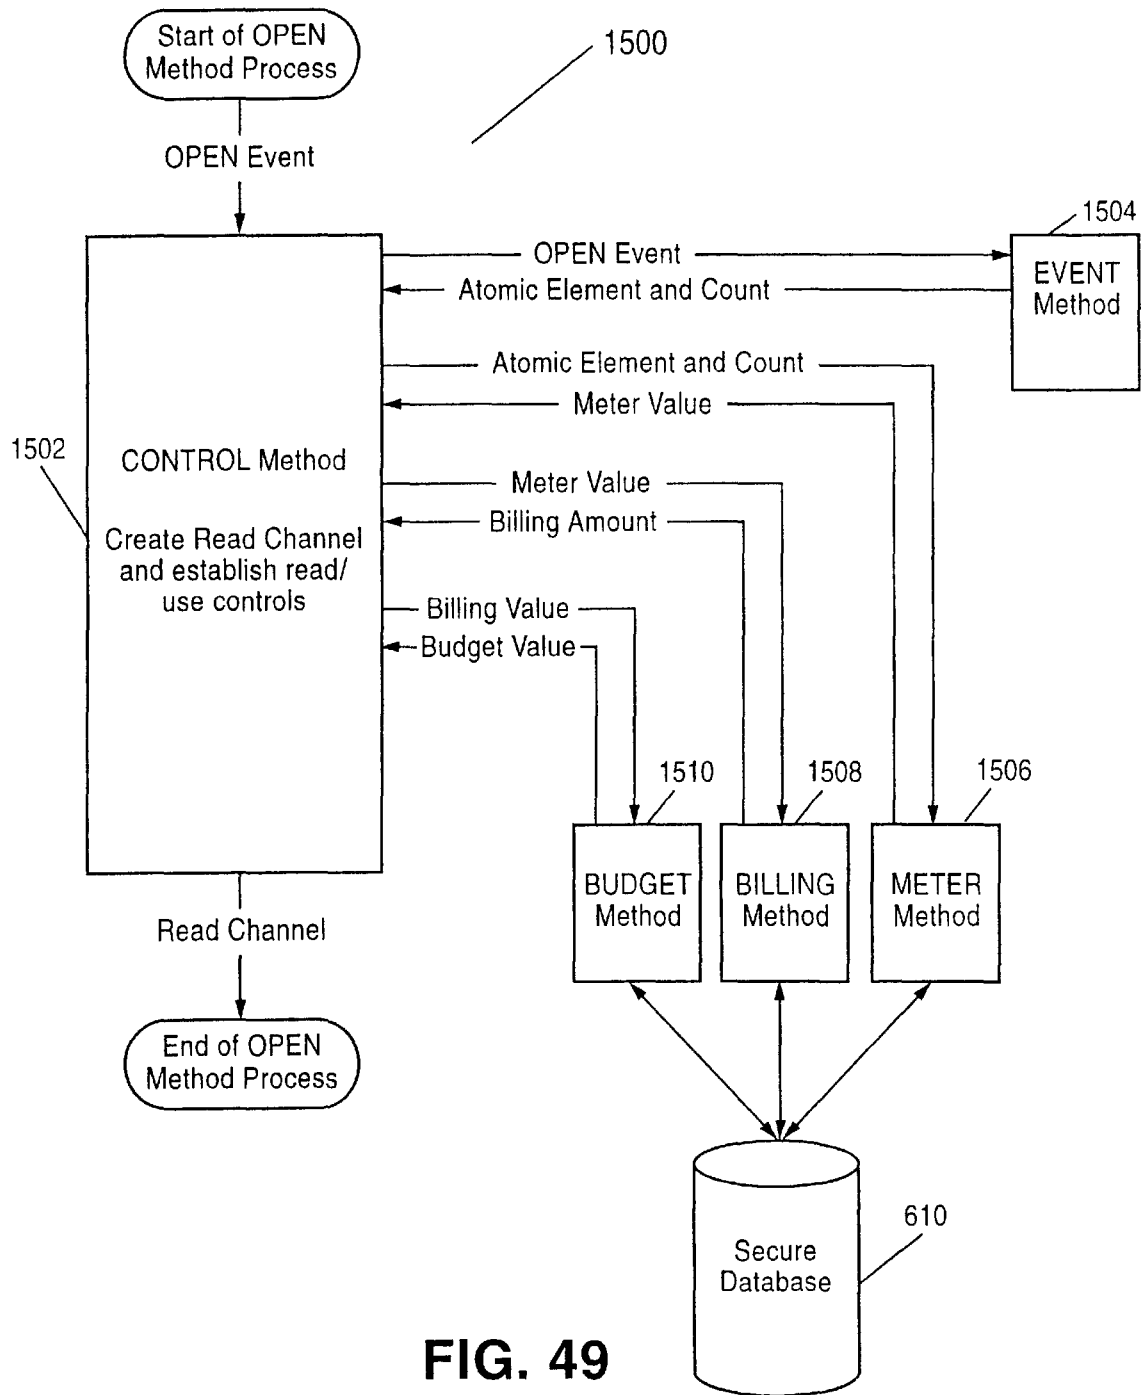 Start of OPEN
Method Process
1500
OPEN Event
1504
OPEN Event
EVENT
Method
Atomic Element and Count
Atomic Element and Count
Meter Value
1502
CONTROL Method
Meter Value
Billing Amount
Create Read Channel
and establish read/
use controls
Billing Value
Budget Value
1510
1508
1506
BUDGET
Method
BILLING
Method
METER
Method
Read Channel
End of OPEN
Method Process
Secure
Database
610
FIG. 49